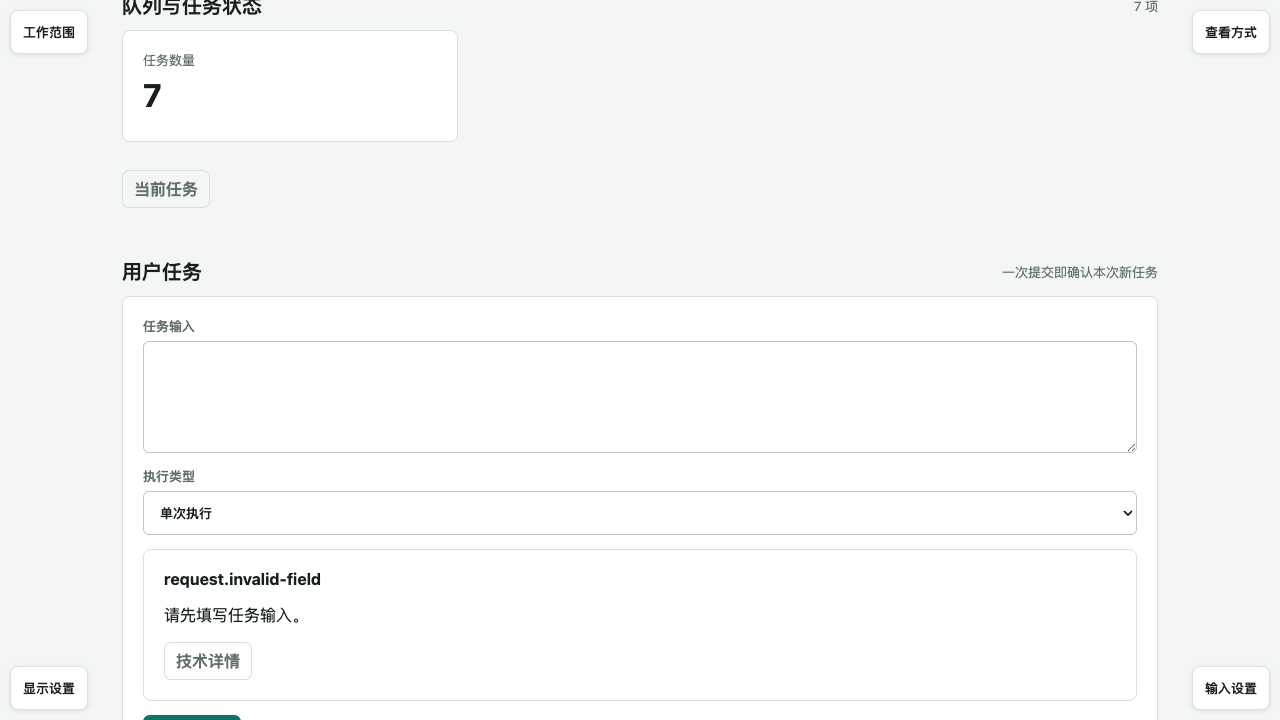 队列与任务状态
7 项
工作范围
查看方式
任务数量
7
当前任务
用户任务
一次提交即确认本次新任务
任务输入
执行类型
单次执行
request.invalid-field
请先填写任务输入。
技术详情
显示设置
输入设置